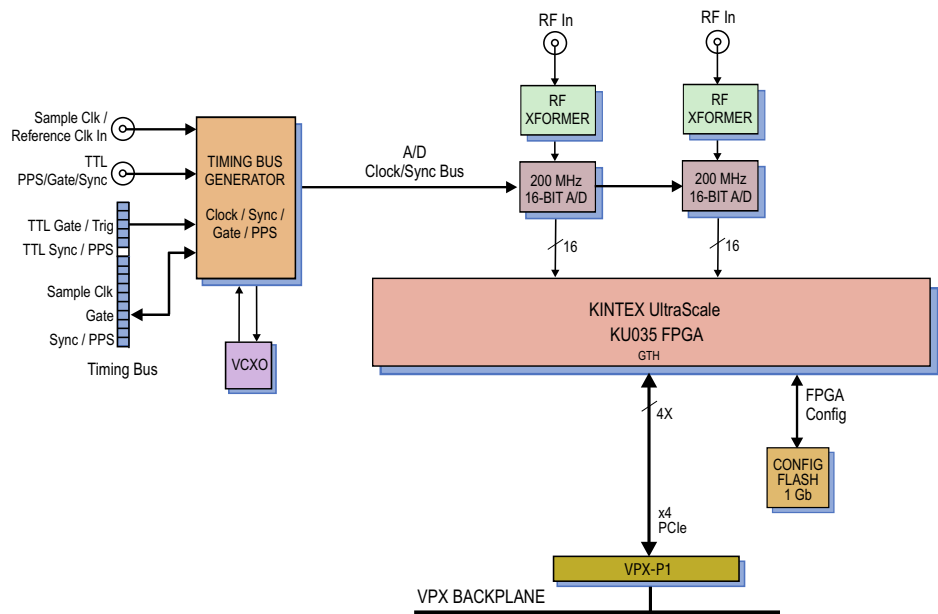 RF In
RF In
RF
XFORMER
RF
XFORMER
Sample Clk /
Reference Clk In
TTL
PPS/Gate/Sync
TIMING BUS
GENERATOR
Clock / Sync /
Gate / PPS
A/D
Clock/Sync Bus
200 MHz
16-BIT A/D
200 MHz
16-BIT A/D
TTL Gate / Trig
TTL Sync / PPS
Sample Clk
Gate
Sync / PPS
Timing Bus
VCXO
16
16
KINTEX UltraScale
KU035 FPGA
GTH
4X
FPGA
Config
CONFIG
FLASH
1 Gb
x4
PCIe
VPX-P1
VPX BACKPLANE